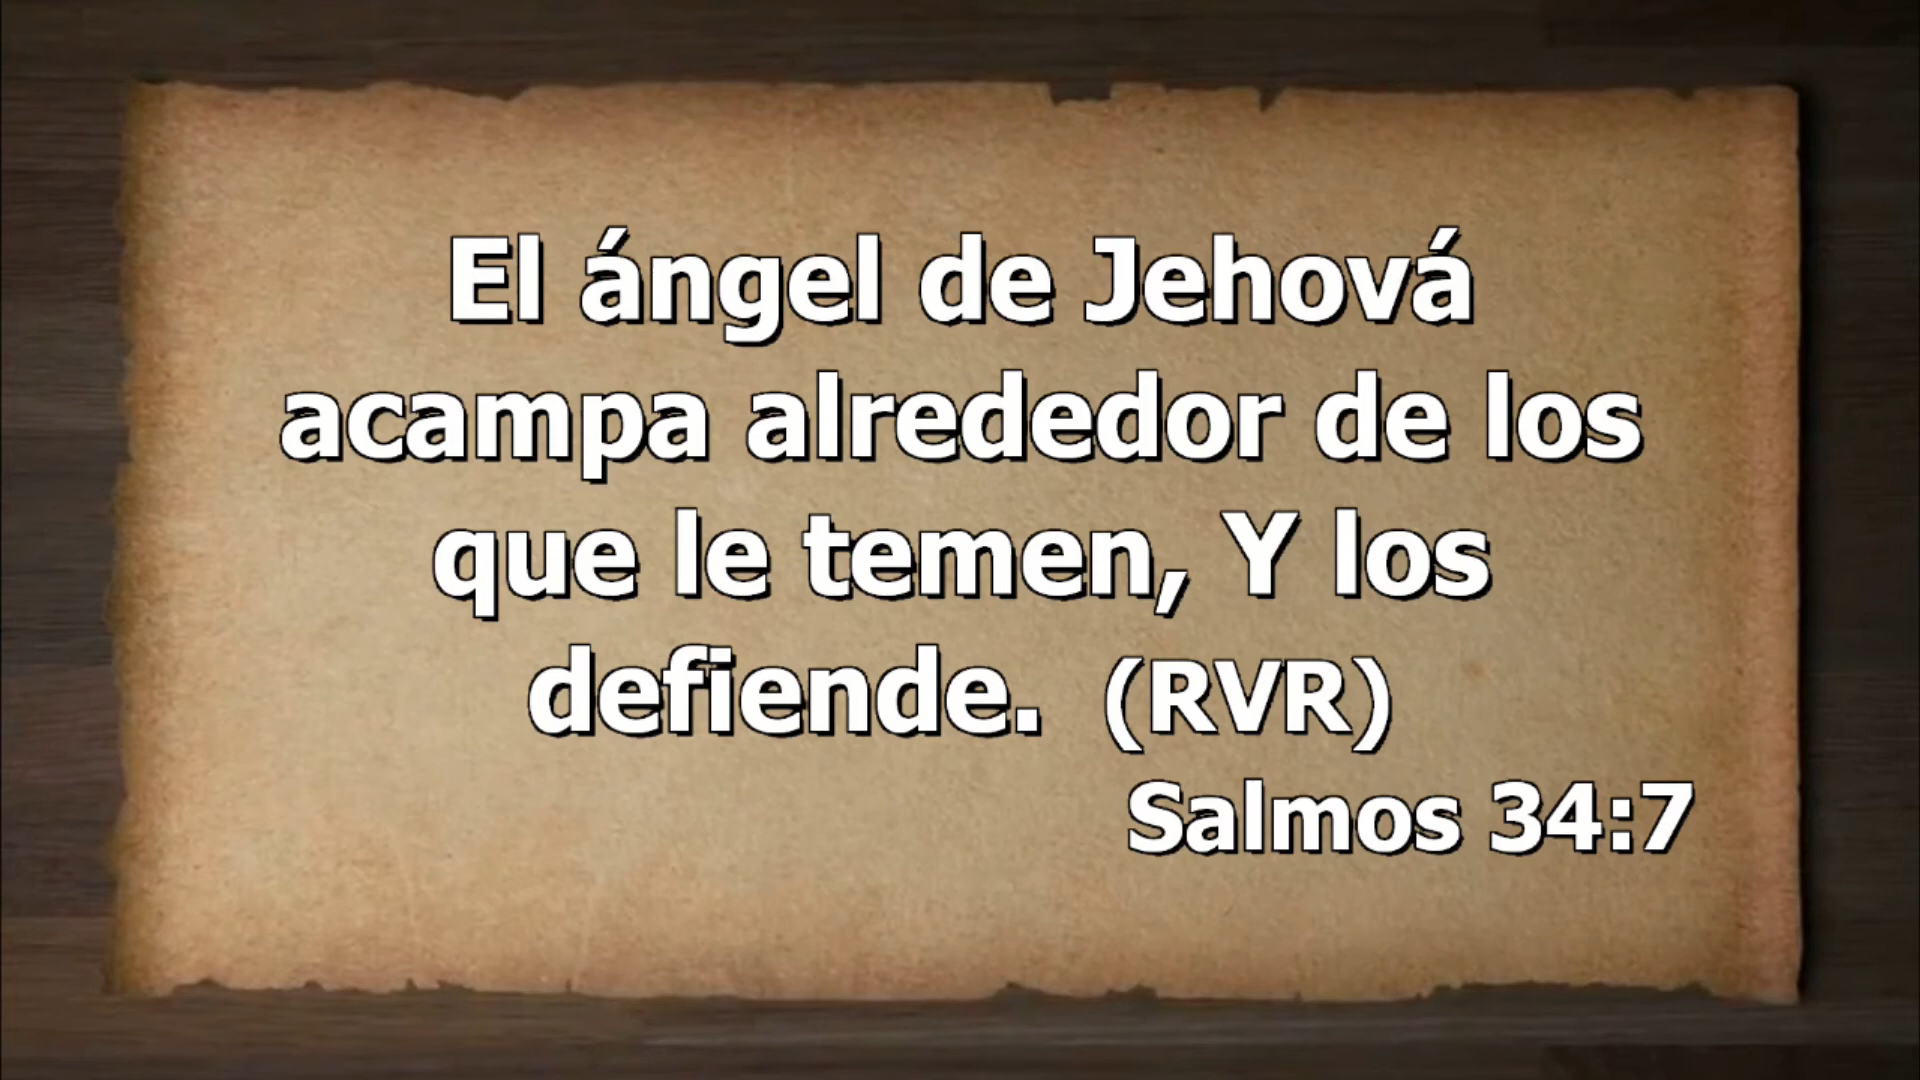 El ángel de Jehová
acampa alrededor de los
que le temen, Y los
defiende.  (RVR)
Salmos 34:7